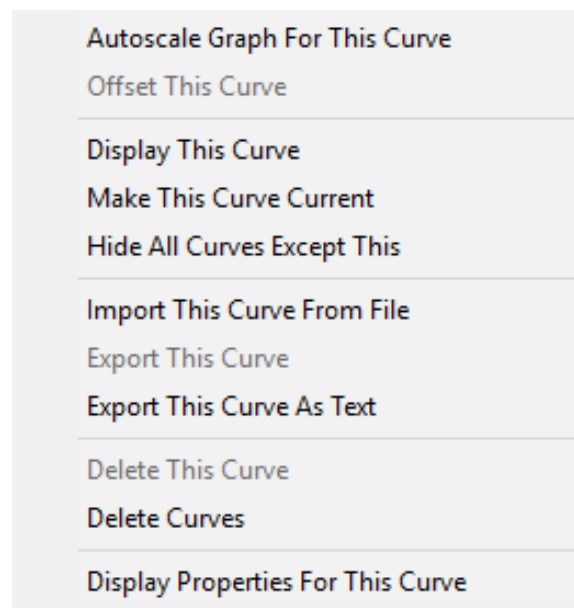 Autoscale Graph For This Curve
Offset This Curve
Display This Curve
Make This Curve Current
Hide All Curves Except This
Import This Curve From File
Export This Curve
Export This Curve As Text
Delete This Curve
Delete Curves
Display Properties For This Curve